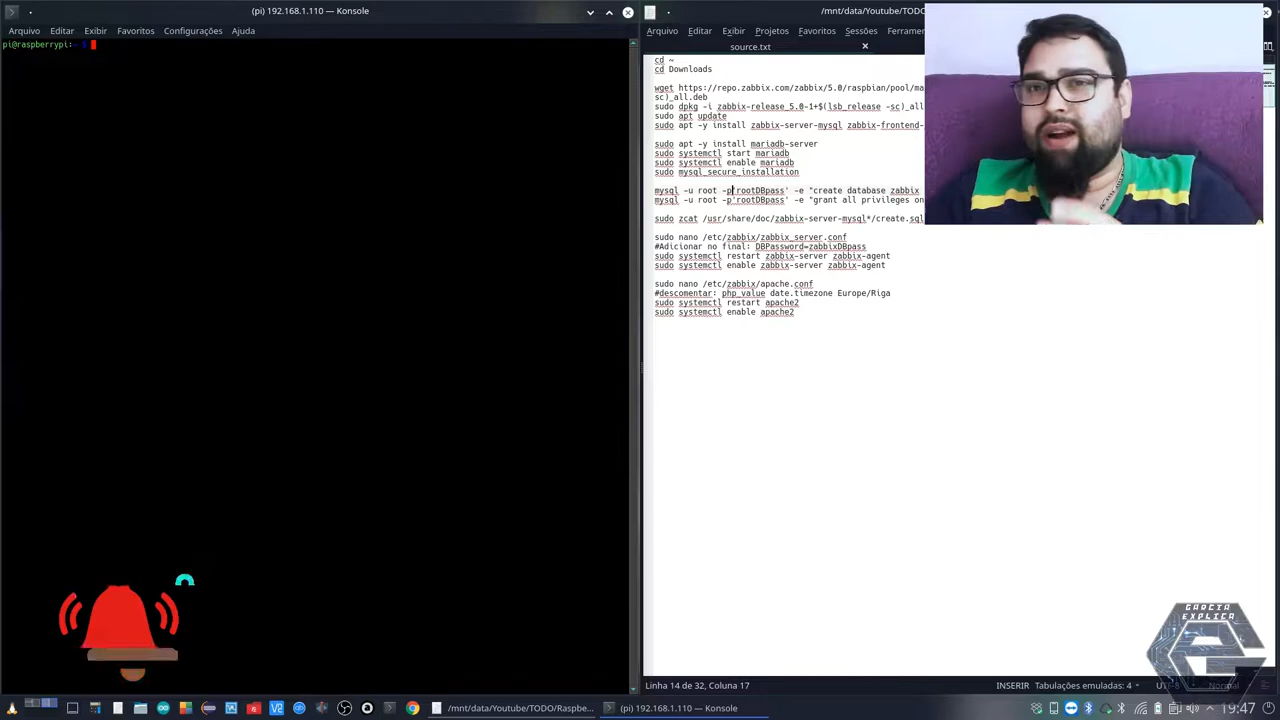 (pi) 192.168.1.110 — Konsole
Arquivo Editar Exibir Favoritos Configurações Ajuda
pi@raspberrypi:~ $
/mnt/data/Youtube/TODO
Arquivo Editar Exibir Projetos Favoritos Sessões
source.txt
cd ~
cd Downloads
wget https://repo.zabbix.com/zabbix/5.0/raspbian/pool/ma
sc)_all.deb
sudo dpkg -i zabbix-release_5.0-1+$(lsb_release -sc)_all
sudo apt update
sudo apt -y install zabbix-server-mysql zabbix-frontend-
sudo apt -y install mariadb-server
sudo systemctl start mariadb
sudo systemctl enable mariadb
sudo mysql_secure_installation
mysql -u root -p'rootDBpass' -e "create database zabbix
mysql -u root -p'rootDBpass' -e "grant all privileges on
sudo zcat /usr/share/doc/zabbix-server-mysql*/create.sql
sudo nano /etc/zabbix/zabbix_server.conf
#Adicionar no final: DBPassword=zabbixDBpass
sudo systemctl restart zabbix-server zabbix-agent
sudo systemctl enable zabbix-server zabbix-agent
sudo nano /etc/zabbix/apache.conf
#descomentar: php_value date.timezone Europe/Riga
sudo systemctl restart apache2
sudo systemctl enable apache2
GARCIA
EXPLICA
Linha 14 de 32, Coluna 17 INSERIR Tabulações emuladas: 4 UTF-8 Normal
/mnt/data/Youtube/TODO/Raspbe... (pi) 192.168.1.110 — Konsole 19:47